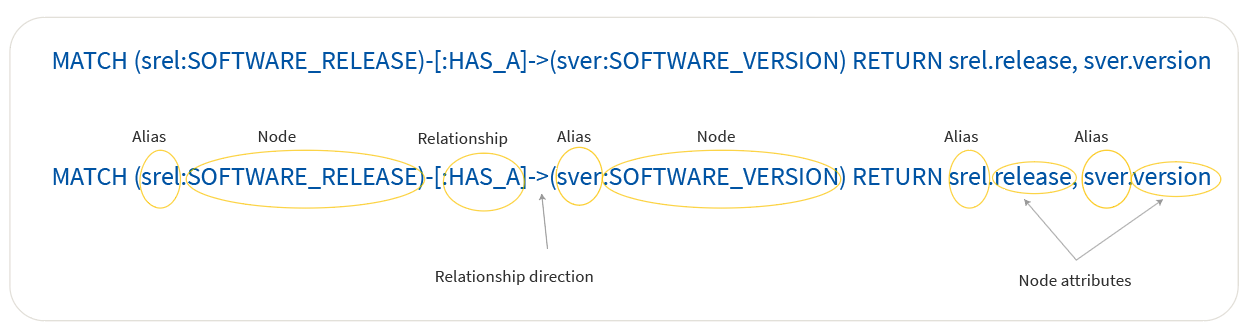 MATCH (srel:SOFTWARE_RELEASE)-[:HAS_A]->(sver:SOFTWARE_VERSION) RETURN srel.release, sver.version
Alias Node Relationship Alias Node Alias Alias
MATCH (srel:SOFTWARE_RELEASE)-[:HAS_A]->(sver:SOFTWARE_VERSION) RETURN srel.release, sver.version
Relationship direction
Node attributes